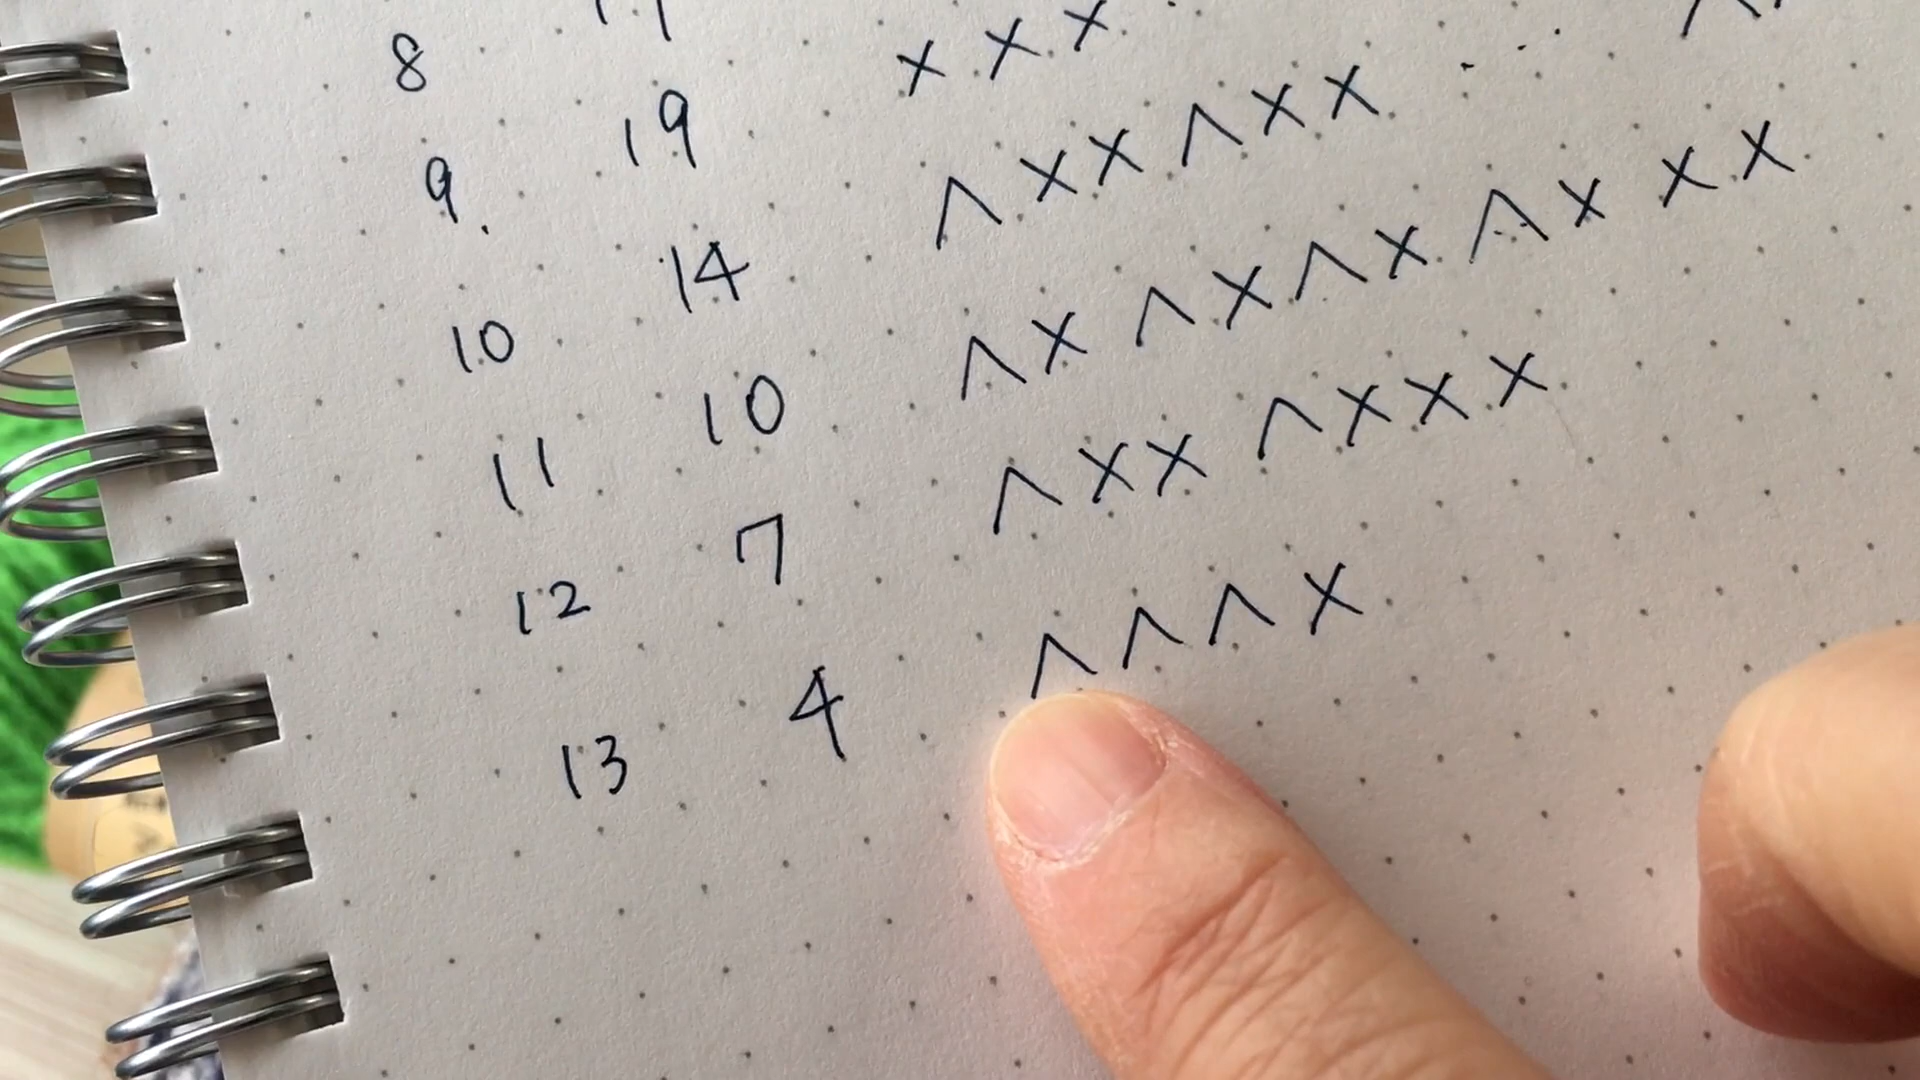 8
9. 19 x x x
10 14 ᐱ x x ᐱ x x ... ᐱ
11 10 ᐱ x ᐱ x ᐱ x ᐱ x x x
12 7 ᐱ x x ᐱ x x x
13 4 ᐱ ᐱ ᐱ x